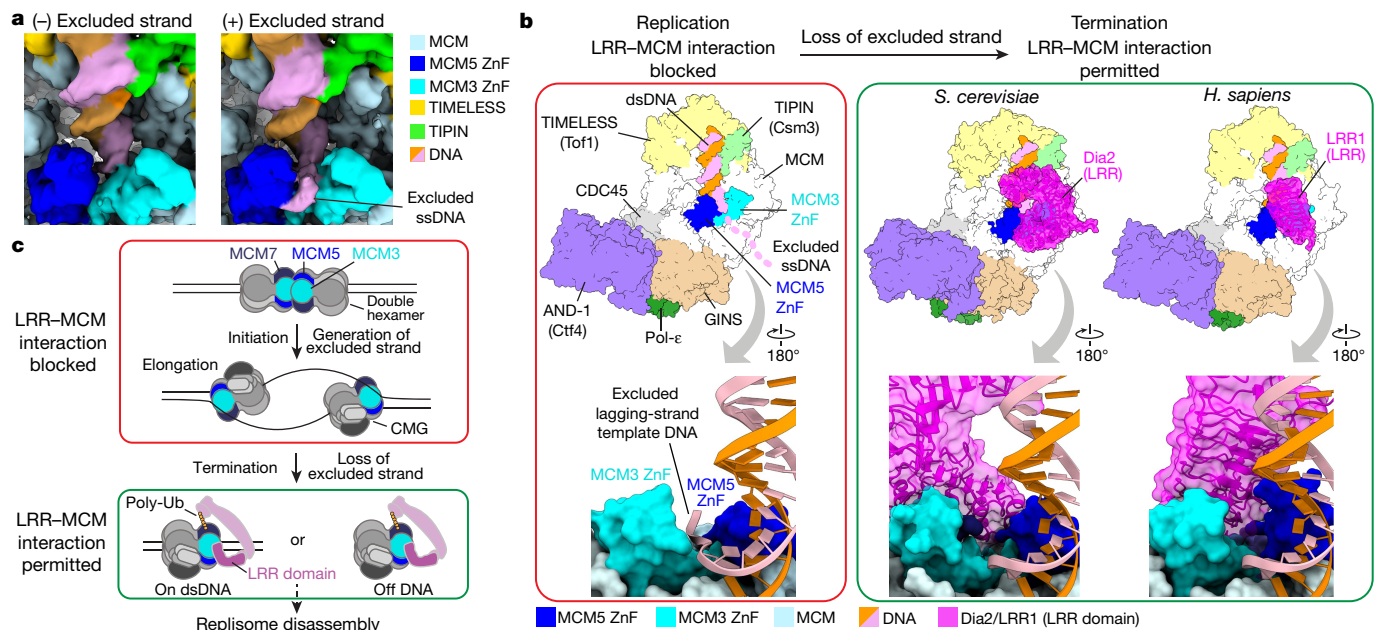 a
(–) Excluded strand
(+) Excluded strand
MCM
MCM5 ZnF
MCM3 ZnF
TIMELESS
TIPIN
DNA
Excluded
ssDNA
b
Replication
LRR–MCM interaction
blocked
Loss of excluded strand
Termination
LRR–MCM interaction
permitted
dsDNA
TIMELESS
(Tof1)
TIPIN
(Csm3)
MCM
CDC45
MCM3
ZnF
Excluded
ssDNA
MCM5
ZnF
AND-1
(Ctf4)
Pol-ε
GINS
180°
S. cerevisiae
Dia2
(LRR)
180°
H. sapiens
LRR1
(LRR)
180°
Excluded
lagging-strand
template DNA
MCM3 ZnF
MCM5
ZnF
MCM5 ZnF
MCM3 ZnF
MCM
DNA
Dia2/LRR1 (LRR domain)
c
LRR–MCM
interaction
blocked
MCM7
MCM5
MCM3
Double
hexamer
Initiation
Generation of
excluded strand
Elongation
CMG
Termination
Loss of
excluded strand
LRR–MCM
interaction
permitted
Poly-Ub
or
LRR domain
On dsDNA
Off DNA
Replisome disassembly